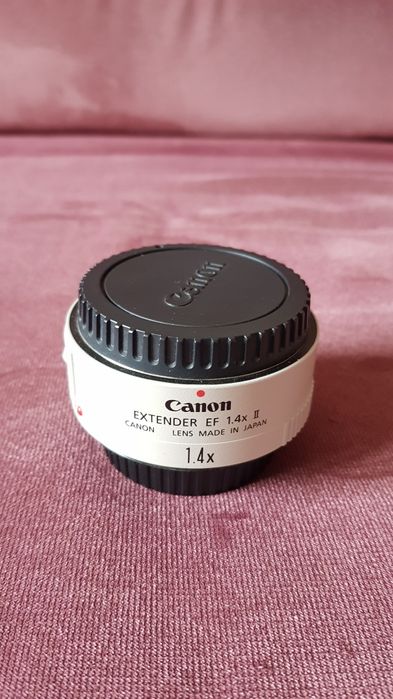 Canon
Canon
EXTENDER EF 1.4x II
CANON LENS MADE IN JAPAN
1.4x